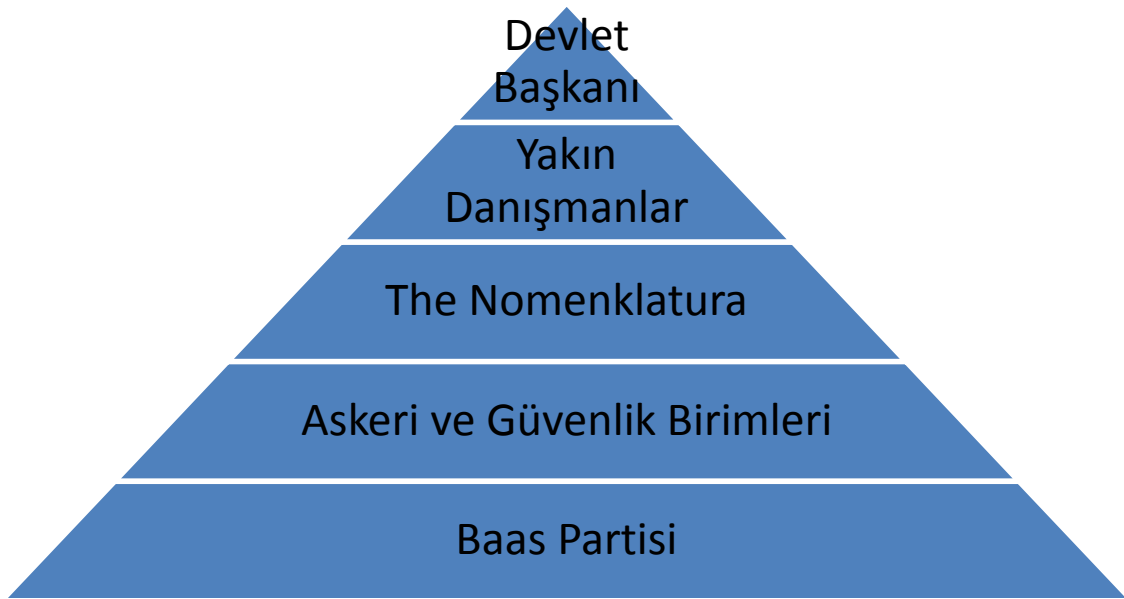 Devlet
Başkanı
Yakın
Danışmanlar
The Nomenklatura
Askeri ve Güvenlik Birimleri
Baas Partisi